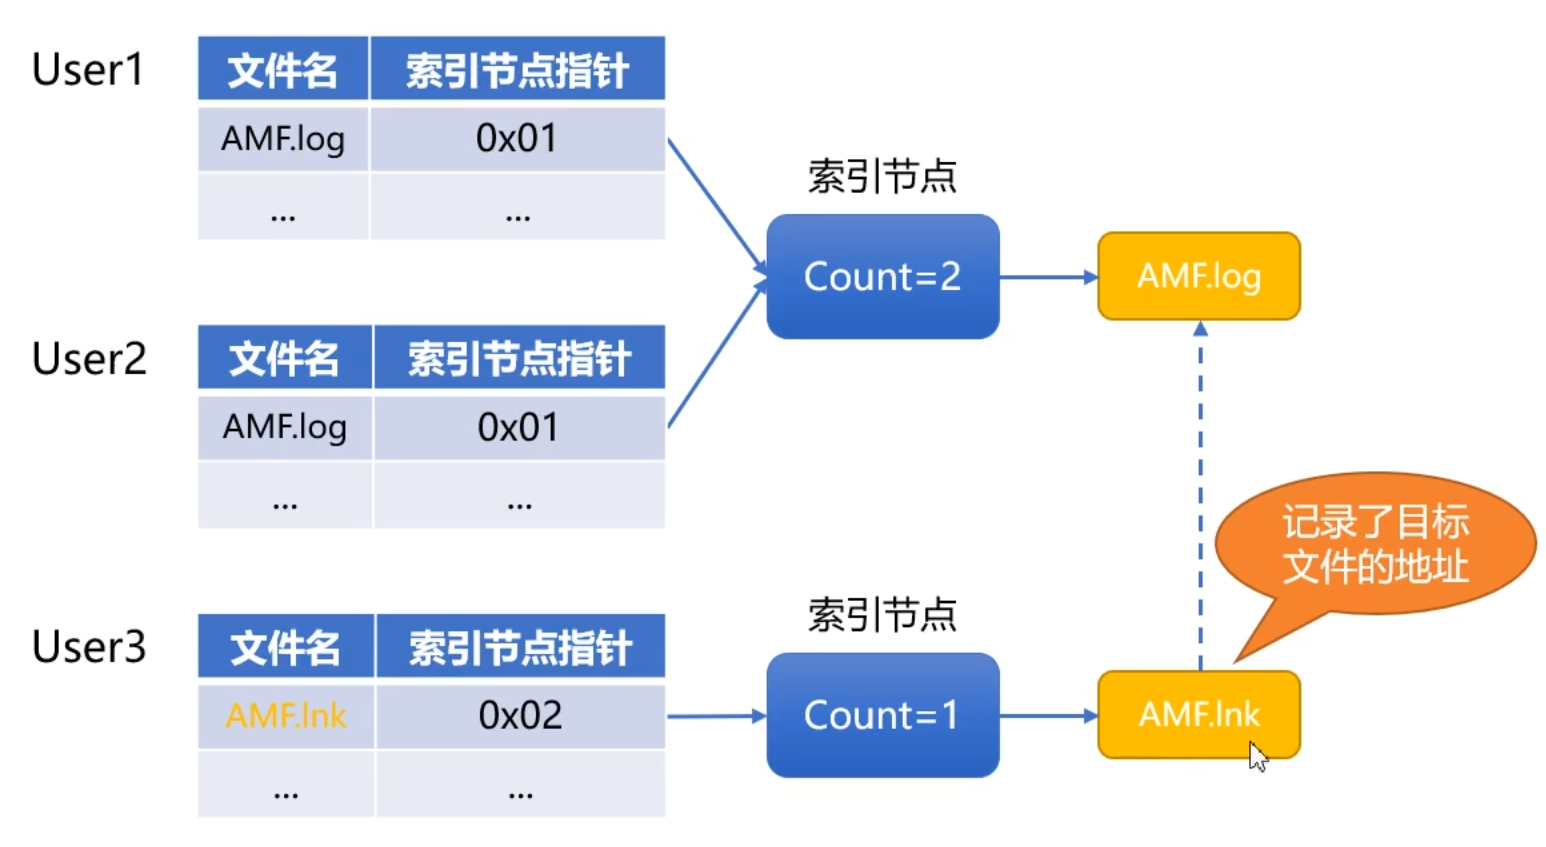 User1
文件名 索引节点指针
AMF.log 0x01
... ...
索引节点
Count=2
AMF.log
User2
文件名 索引节点指针
AMF.log 0x01
... ...
记录了目标
文件的地址
User3
文件名 索引节点指针
AMF.lnk 0x02
... ...
索引节点
Count=1
AMF.lnk